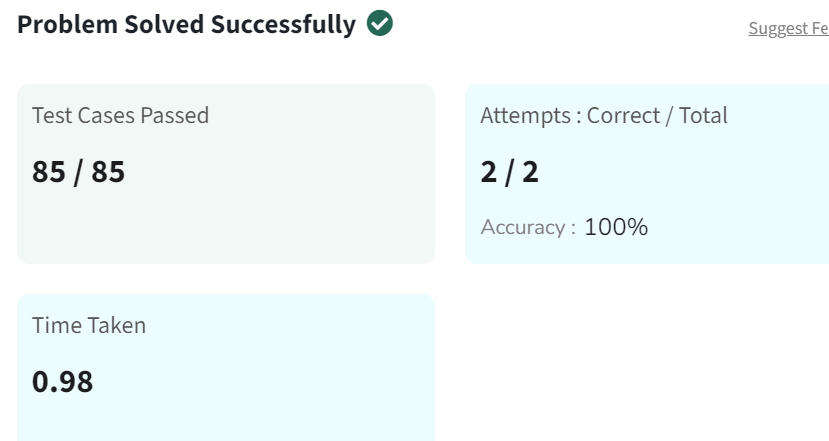 Problem Solved Successfully
Suggest Fe
Test Cases Passed
85 / 85
Attempts : Correct / Total
2 / 2
Accuracy : 100%
Time Taken
0.98